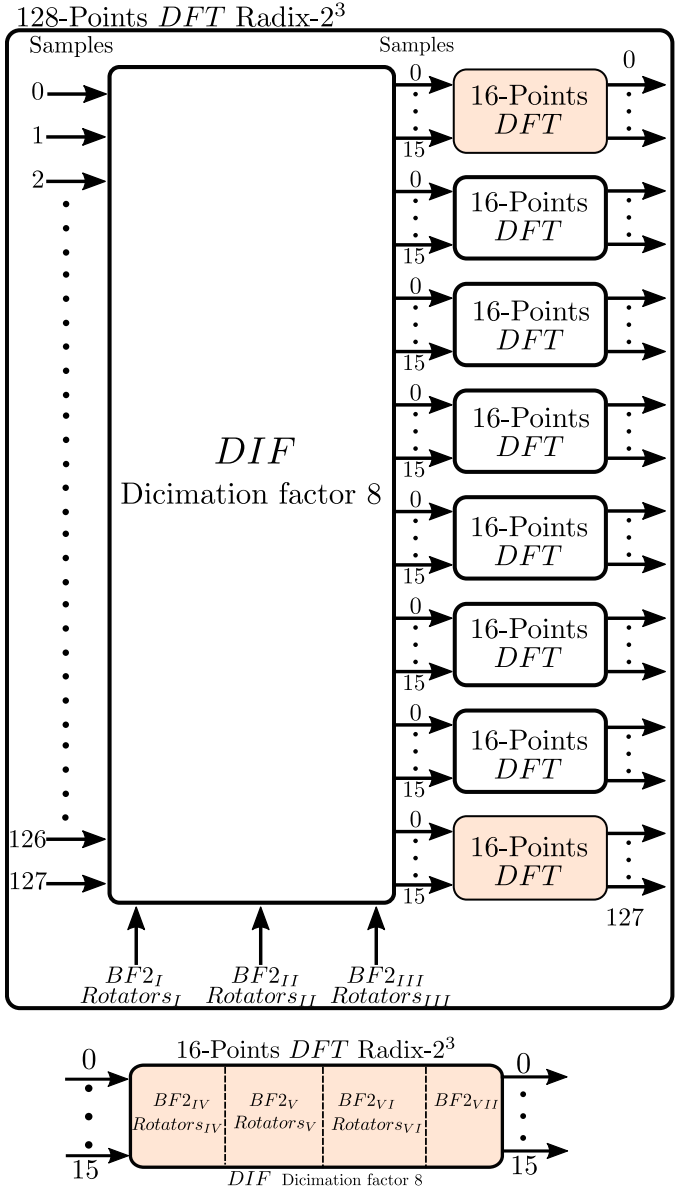 128-Points DFT Radix-2³
Samples
Samples
0
1
2
126
127
DIF
Dicimation factor 8
0
15
16-Points
DFT
0
0
15
16-Points
DFT
0
15
16-Points
DFT
0
15
16-Points
DFT
0
15
16-Points
DFT
0
15
16-Points
DFT
0
15
16-Points
DFT
0
15
16-Points
DFT
127
BF2_I
Rotators_I
BF2_II
Rotators_II
BF2_III
Rotators_III
16-Points DFT Radix-2³
0
15
BF2_IV
Rotators_IV
BF2_V
Rotators_V
BF2_VI
Rotators_VI
BF2_VII
0
15
DIF Dicimation factor 8